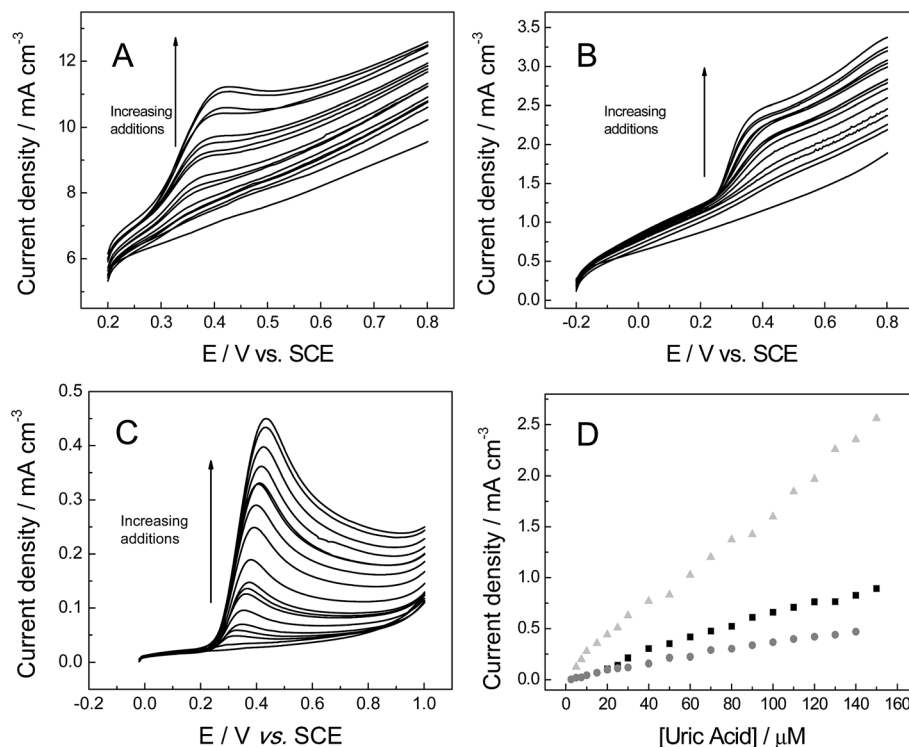 A
Increasing
additions
Current density / mA cm-3
12
10
8
6
0.2 0.3 0.4 0.5 0.6 0.7 0.8
E / V vs. SCE
B
Increasing
additions
Current density / mA cm-3
3.5
3.0
2.5
2.0
1.5
1.0
0.5
0.0
-0.2 0.0 0.2 0.4 0.6 0.8
E / V vs. SCE
C
Increasing
additions
Current density / mA cm-3
0.5
0.4
0.3
0.2
0.1
0.0
-0.2 0.0 0.2 0.4 0.6 0.8 1.0
E / V vs. SCE
D
Current density / mA cm-3
2.5
2.0
1.5
1.0
0.5
0.0
0 20 40 60 80 100 120 140 160
[Uric Acid] / μM